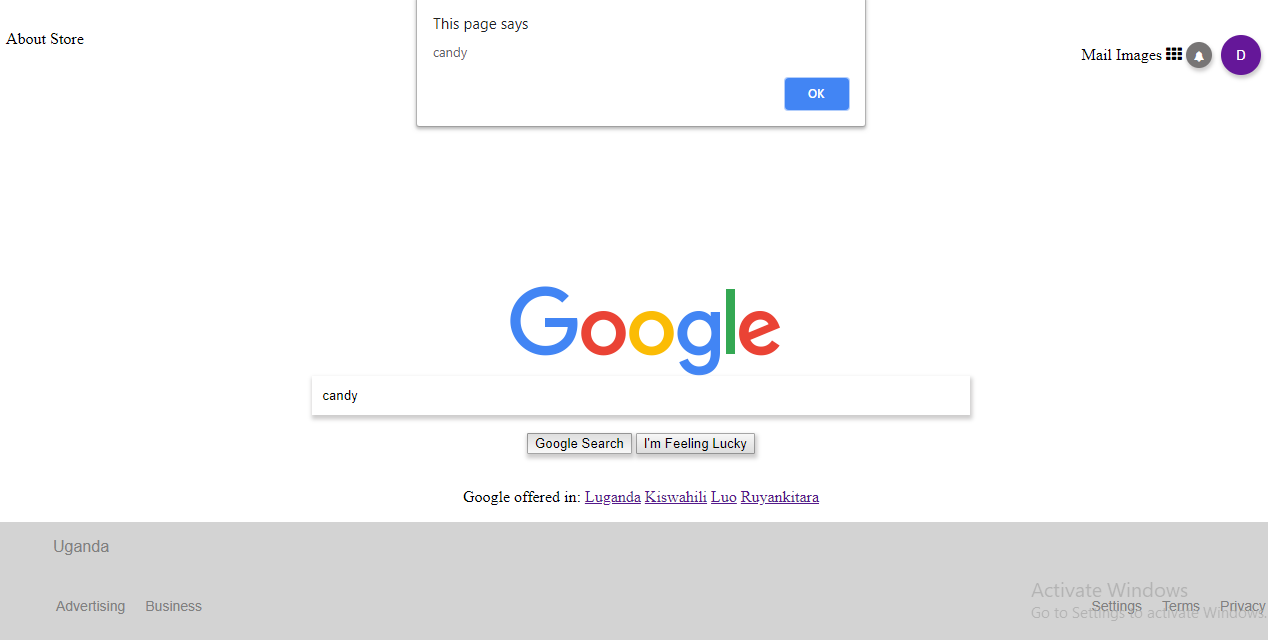 This page says
candy
OK
About Store
Mail Images
D
Google
candy
Google Search I'm Feeling Lucky
Google offered in: Luganda Kiswahili Luo Ruyankitara
Uganda
Activate Windows
Go to Settings to activate Windows.
Advertising Business Settings Terms Privacy